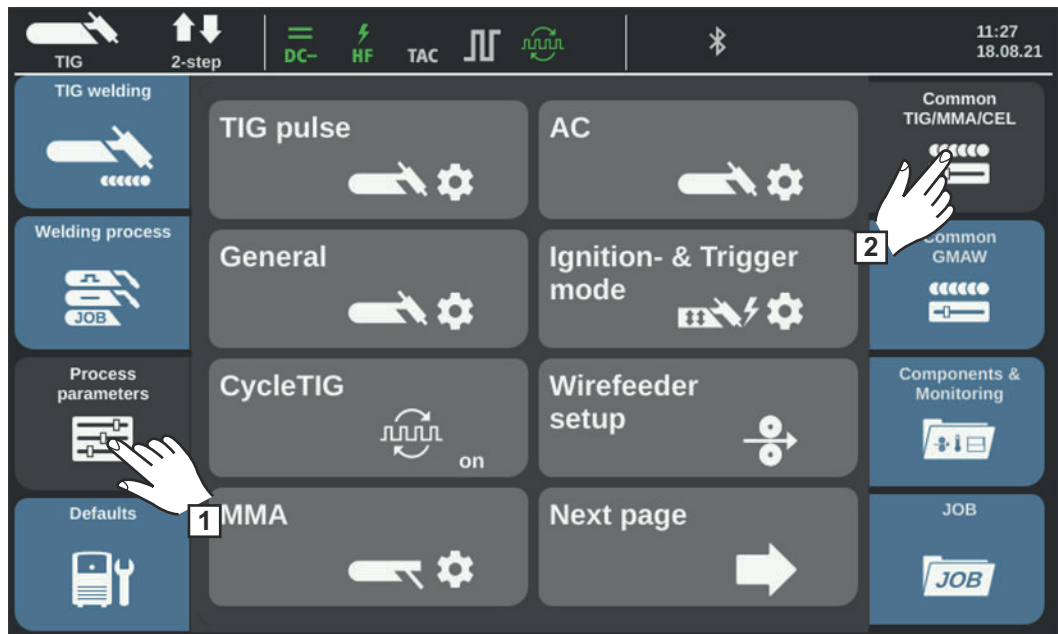 TIG
2-step
DC–
HF
TAC
11:27
18.08.21
TIG welding
Welding process
JOB
Process
parameters
Defaults
TIG pulse
AC
General
Ignition- & Trigger
mode
CycleTIG
on
Wirefeeder
setup
MMA
Next page
Common
TIG/MMA/CEL
Common
GMAW
Components &
Monitoring
JOB
JOB
1
2